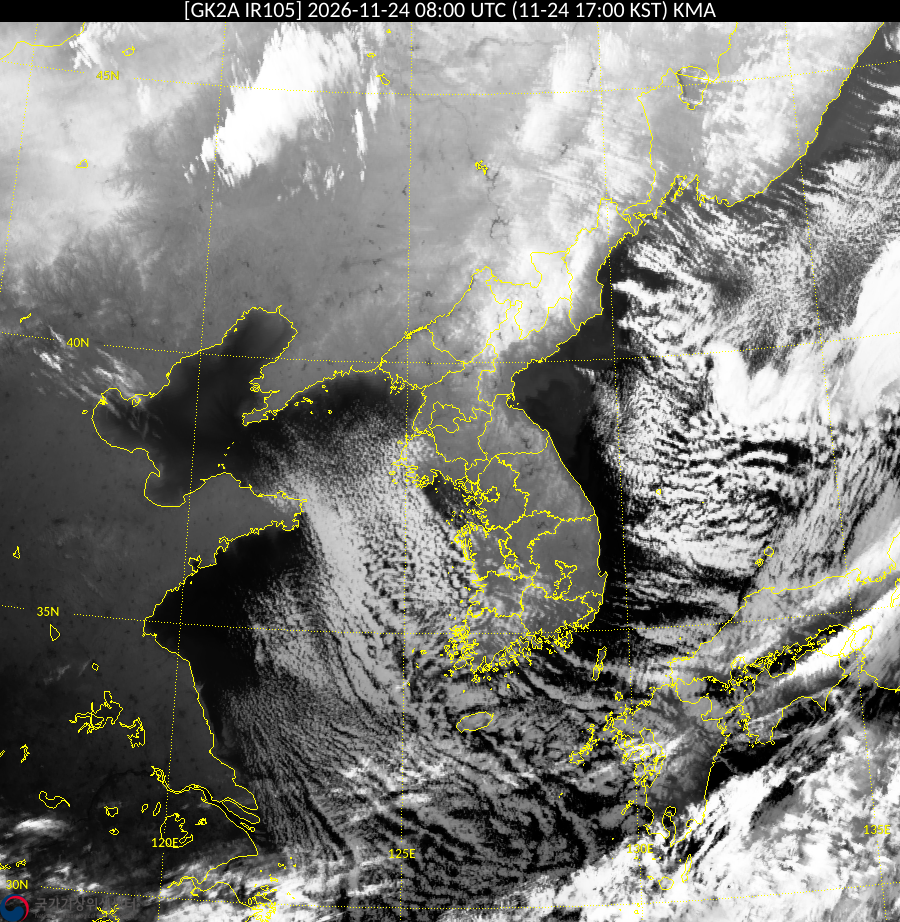 [GK2A IR105] 2026-11-24 08:00 UTC (11-24 17:00 KST) KMA
45N
40N
35N
120E
125E
130E
135E
30N